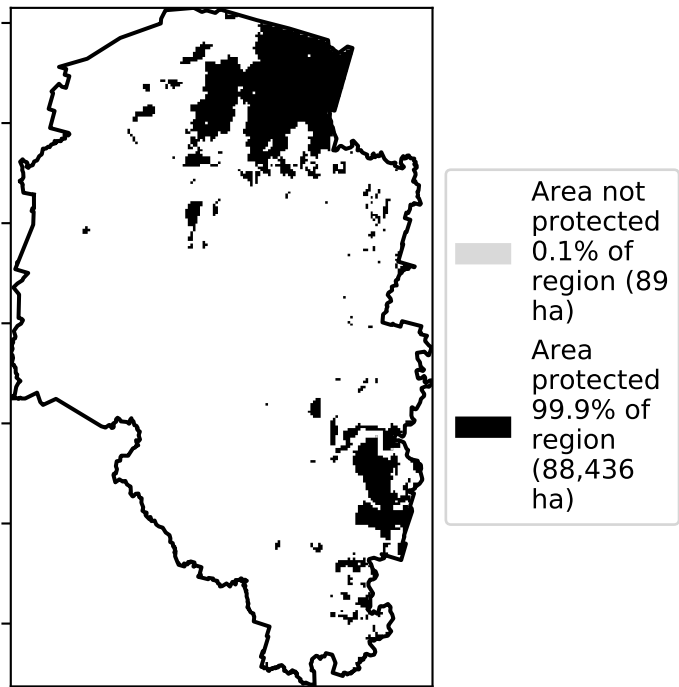 Area not
protected
0.1% of
region (89
ha)
Area
protected
99.9% of
region
(88,436
ha)